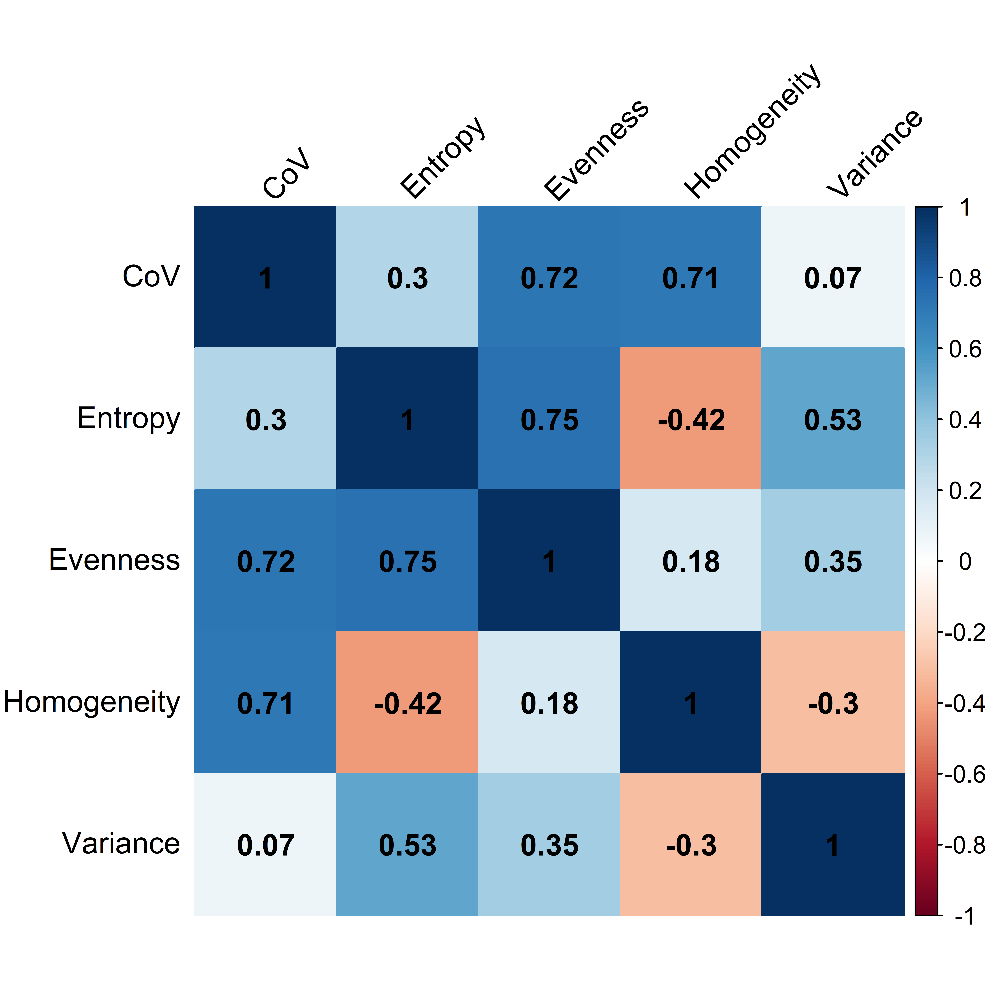 CoV Entropy Evenness Homogeneity Variance
CoV 1 0.3 0.72 0.71 0.07
Entropy 0.3 1 0.75 -0.42 0.53
Evenness 0.72 0.75 1 0.18 0.35
Homogeneity 0.71 -0.42 0.18 1 -0.3
Variance 0.07 0.53 0.35 -0.3 1
1
0.8
0.6
0.4
0.2
0
-0.2
-0.4
-0.6
-0.8
-1